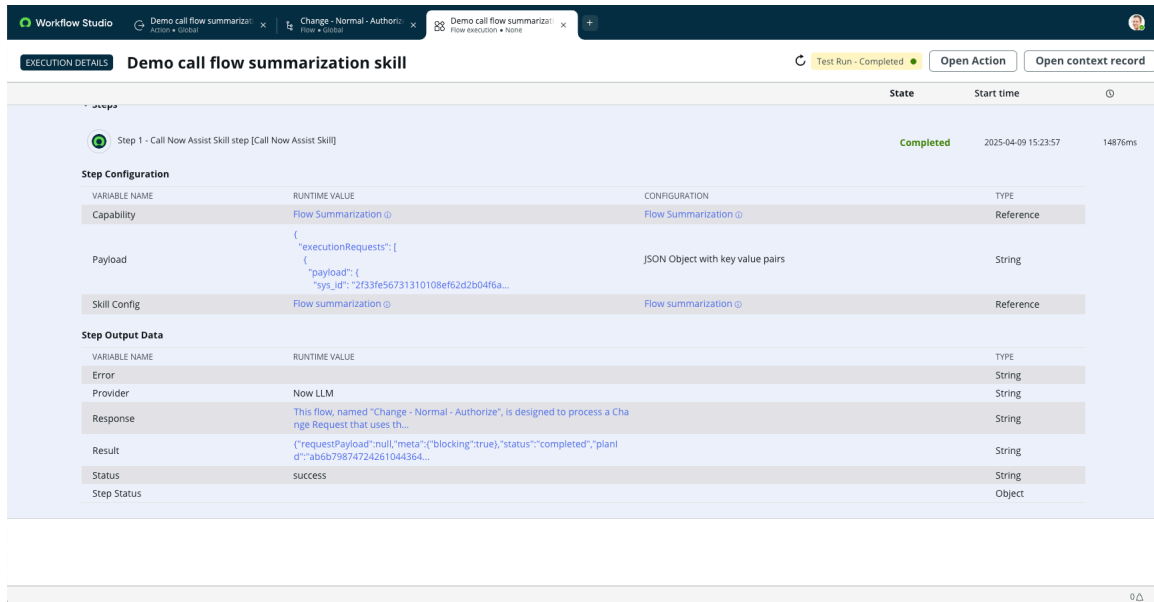 Workflow Studio
Demo call flow summarizati
Action • Global
Change - Normal - Authoriz
Flow • Global
Demo call flow summarizati
Flow execution • None
EXECUTION DETAILS
Demo call flow summarization skill
Test Run - Completed
Open Action
Open context record
State
Start time
Steps
Step 1 - Call Now Assist Skill step [Call Now Assist Skill]
Completed
2025-04-09 15:23:57
14876ms
Step Configuration
VARIABLE NAME RUNTIME VALUE CONFIGURATION TYPE
Capability Flow Summarization Flow Summarization Reference
Payload
{
"executionRequests": [
{
"payload": {
"sys_id": "2f33fe56731310108ef62d2b04f6a...
JSON Object with key value pairs
String
Skill Config Flow summarization Flow summarization Reference
Step Output Data
VARIABLE NAME RUNTIME VALUE TYPE
Error String
Provider Now LLM String
Response
This flow, named "Change - Normal - Authorize", is designed to process a Cha
nge Request that uses th...
String
Result
{"requestPayload":null,"meta":{"blocking":true},"status":"completed","planI
d":"ab6b79874724261044364...
String
Status success String
Step Status Object
0